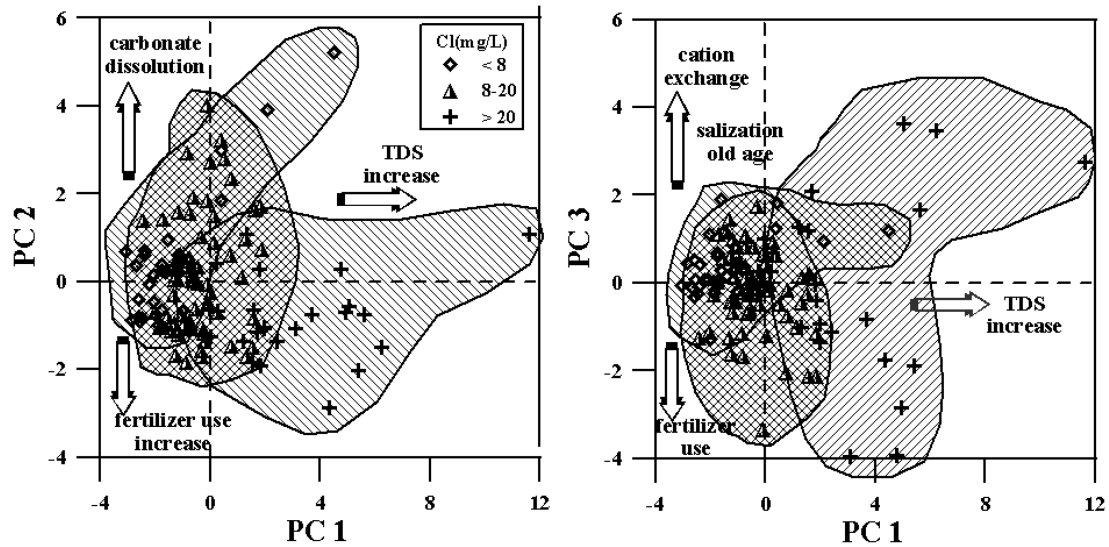 6
4
2
0
-2
-4
PC 2
carbonate
dissolution
Cl(mg/L)
< 8
8-20
> 20
TDS
increase
fertilizer use
increase
-4
0
4
8
12
PC 1
6
4
2
0
-2
-4
PC 3
cation
exchange
salization
old age
TDS
increase
fertilizer
use
-4
0
4
8
12
PC 1